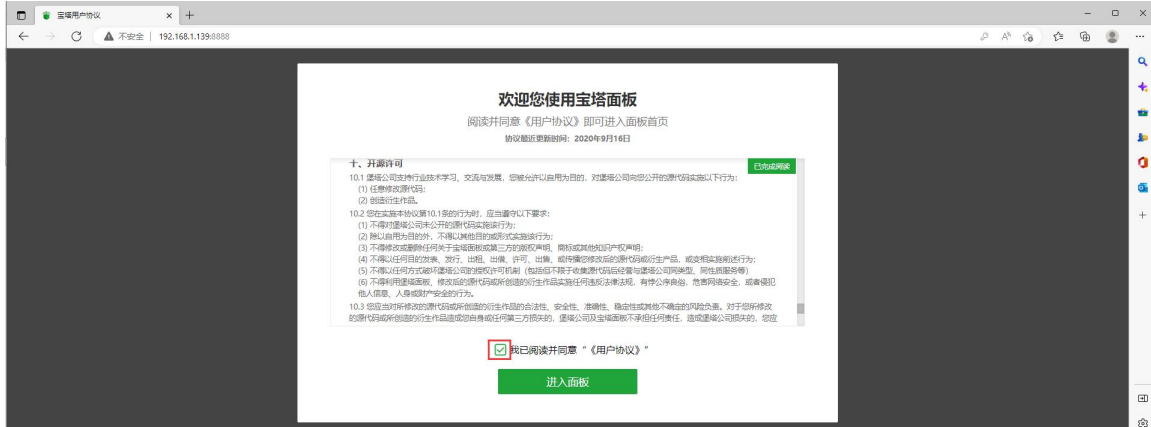 宝塔用户协议
不安全 | 192.168.1.139:8888
欢迎您使用宝塔面板
阅读并同意《用户协议》即可进入面板首页
协议最近更新时间：2020年9月16日
已完成阅读
十、开源许可
10.1 堡塔公司支持行业技术学习、交流与发展，您被允许以自用为目的，对堡塔公司向您公开的源代码实施以下行为：
(1) 任意修改源代码；
(2) 创造衍生作品。
10.2 您在实施本协议第10.1条的行为时，应当遵守以下要求：
(1) 不得对堡塔公司未公开的源代码实施该行为；
(2) 除以自用为目的外，不得以其他目的或形式实施该行为；
(3) 不得修改或删除任何关于宝塔面板或第三方的版权声明、商标或其他知识产权声明；
(4) 不得以任何目的发表、发行、出租、出借、许可、出售、或传播您修改后的源代码或衍生产品，或变相实施前述行为；
(5) 不得以任何方式破坏堡塔公司的授权许可机制（包括但不限于收集源代码后经营与堡塔公司同类型、同性质服务等）
(6) 不得利用堡塔面板、修改后的源代码或所创造的衍生作品实施任何违反法律法规，有悖公序良俗，危害网络安全，或者侵犯
他人信息、人身或财产安全的行为。
10.3 您应当对所修改的源代码或所创造的衍生作品的合法性、安全性、准确性、稳定性或其他不确定的风险负责。对于您所修改
的源代码或所创造的衍生作品造成您自身或任何第三方损失的，堡塔公司及宝塔面板不承担任何责任，造成堡塔公司损失的，您应
我已阅读并同意 “《用户协议》”
进入面板